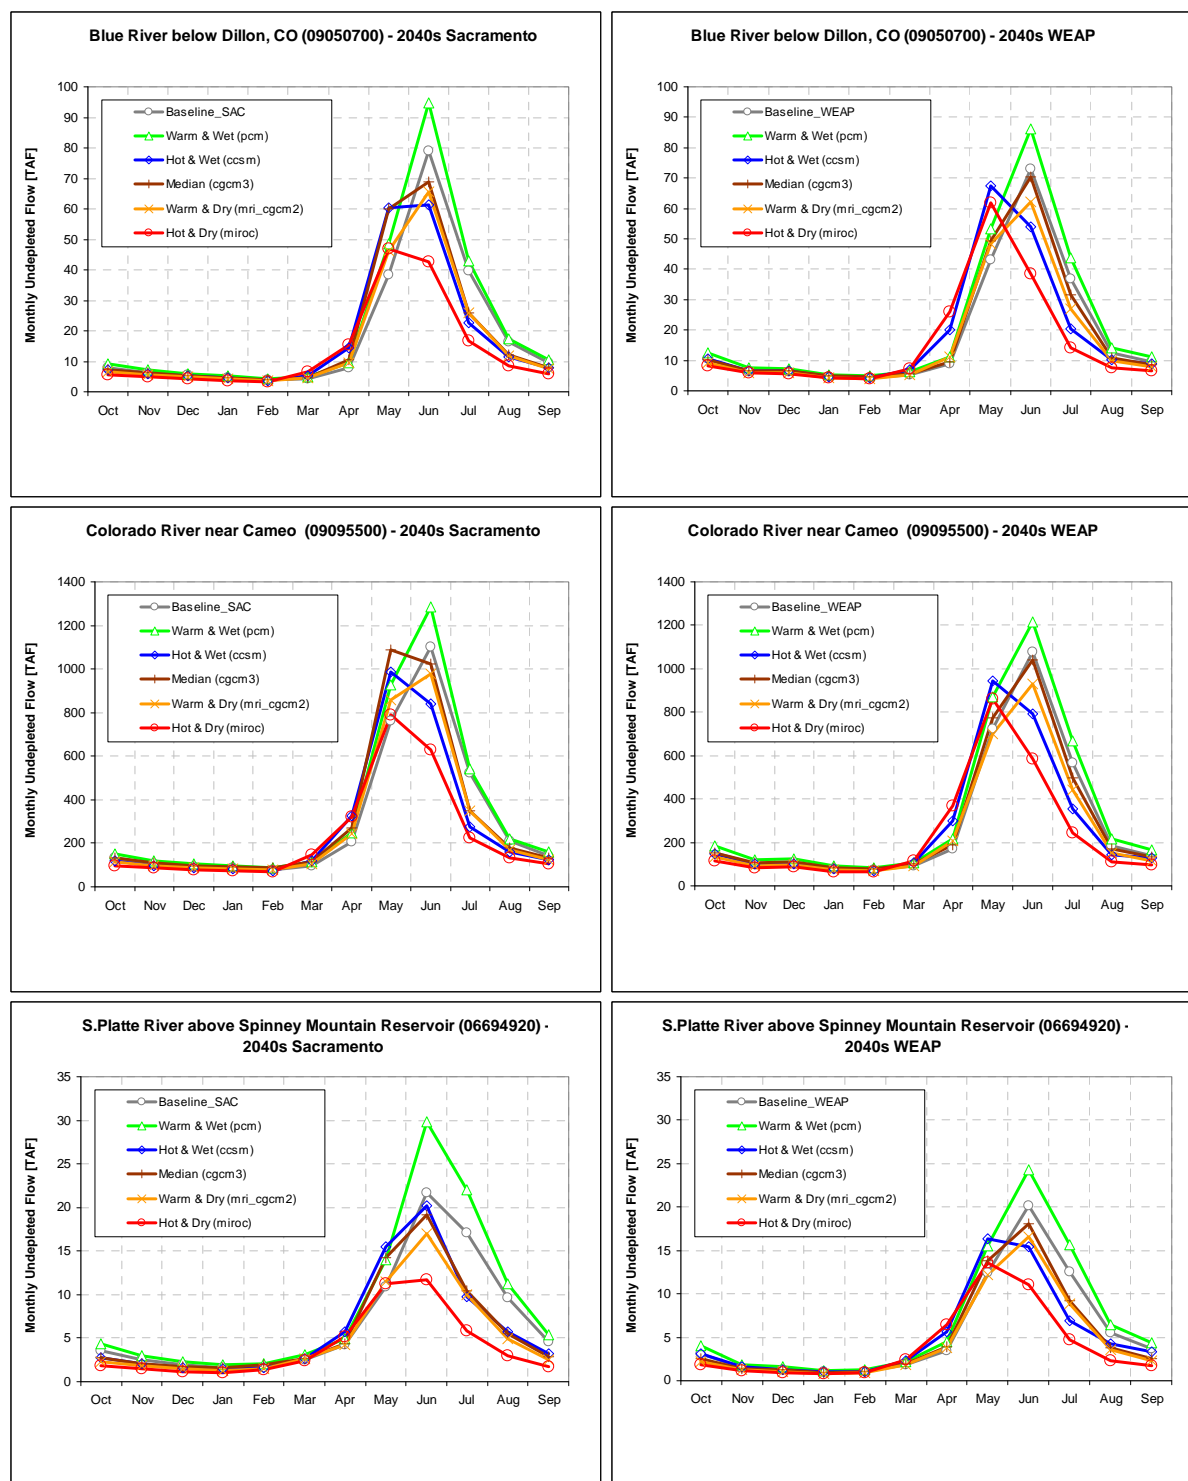 Blue River below Dillon, CO (09050700) - 2040s Sacramento
Monthly Undepleted Flow [TAF]
100
90
80
70
60
50
40
30
20
10
0
Baseline_SAC
Warm & Wet (pcm)
Hot & Wet (ccsm)
Median (cgcm3)
Warm & Dry (mri_cgcm2)
Hot & Dry (miroc)
Oct Nov Dec Jan Feb Mar Apr May Jun Jul Aug Sep
Blue River below Dillon, CO (09050700) - 2040s WEAP
Monthly Undepleted Flow [TAF]
100
90
80
70
60
50
40
30
20
10
0
Baseline_WEAP
Warm & Wet (pcm)
Hot & Wet (ccsm)
Median (cgcm3)
Warm & Dry (mri_cgcm2)
Hot & Dry (miroc)
Oct Nov Dec Jan Feb Mar Apr May Jun Jul Aug Sep
Colorado River near Cameo (09095500) - 2040s Sacramento
Monthly Undepleted Flow [TAF]
1400
1200
1000
800
600
400
200
0
Baseline_SAC
Warm & Wet (pcm)
Hot & Wet (ccsm)
Median (cgcm3)
Warm & Dry (mri_cgcm2)
Hot & Dry (miroc)
Oct Nov Dec Jan Feb Mar Apr May Jun Jul Aug Sep
Colorado River near Cameo (09095500) - 2040s WEAP
Monthly Undepleted Flow [TAF]
1400
1200
1000
800
600
400
200
0
Baseline_WEAP
Warm & Wet (pcm)
Hot & Wet (ccsm)
Median (cgcm3)
Warm & Dry (mri_cgcm2)
Hot & Dry (miroc)
Oct Nov Dec Jan Feb Mar Apr May Jun Jul Aug Sep
S.Platte River above Spinney Mountain Reservoir (06694920) -
2040s Sacramento
Monthly Undepleted Flow [TAF]
35
30
25
20
15
10
5
0
Baseline_SAC
Warm & Wet (pcm)
Hot & Wet (ccsm)
Median (cgcm3)
Warm & Dry (mri_cgcm2)
Hot & Dry (miroc)
Oct Nov Dec Jan Feb Mar Apr May Jun Jul Aug Sep
S.Platte River above Spinney Mountain Reservoir (06694920) -
2040s WEAP
Monthly Undepleted Flow [TAF]
35
30
25
20
15
10
5
0
Baseline_WEAP
Warm & Wet (pcm)
Hot & Wet (ccsm)
Median (cgcm3)
Warm & Dry (mri_cgcm2)
Hot & Dry (miroc)
Oct Nov Dec Jan Feb Mar Apr May Jun Jul Aug Sep